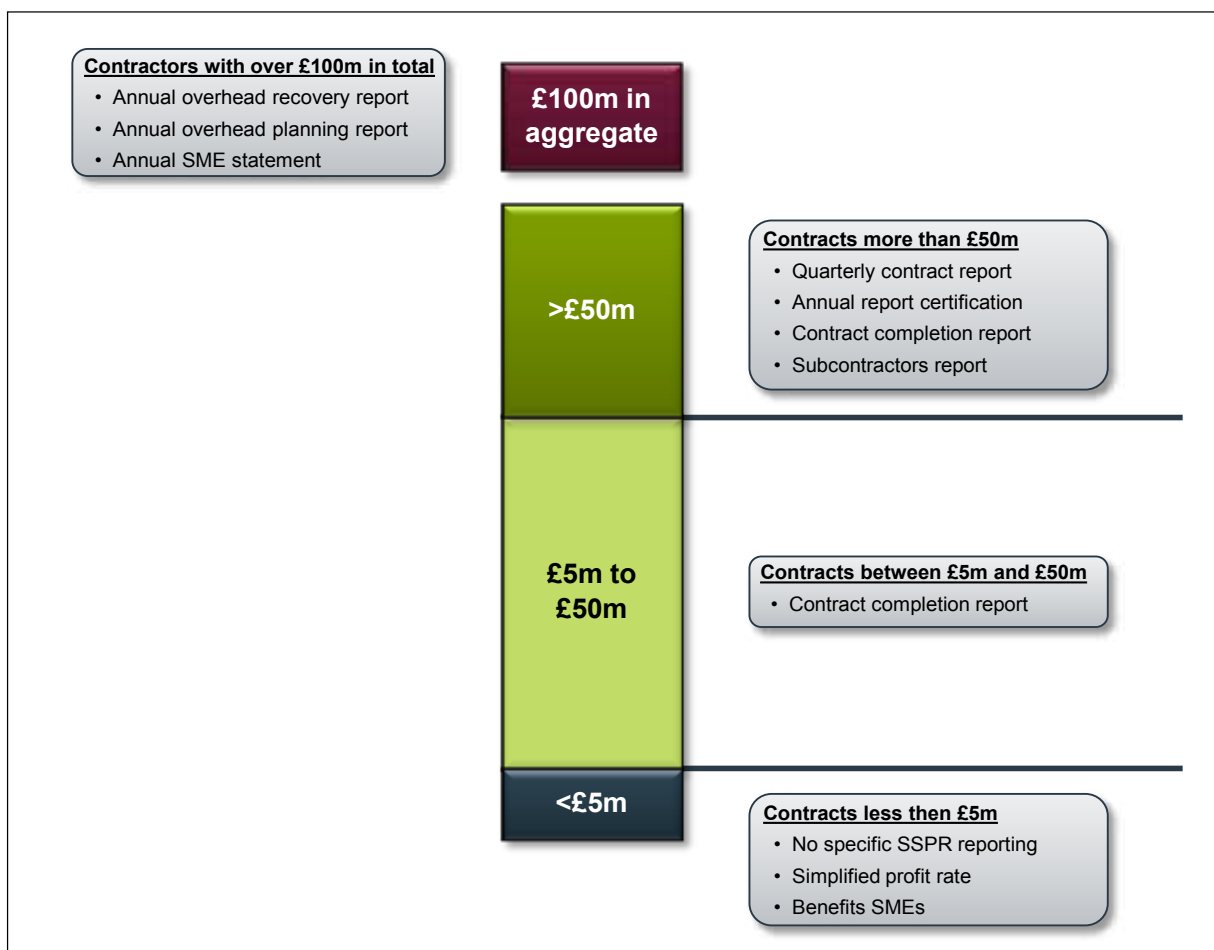 Contractors with over £100m in total
• Annual overhead recovery report
• Annual overhead planning report
• Annual SME statement
£100m in
aggregate
>£50m
Contracts more than £50m
• Quarterly contract report
• Annual report certification
• Contract completion report
• Subcontractors report
£5m to
£50m
Contracts between £5m and £50m
• Contract completion report
<£5m
Contracts less then £5m
• No specific SSPR reporting
• Simplified profit rate
• Benefits SMEs